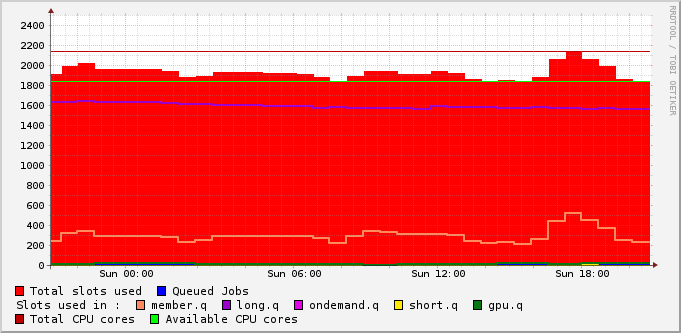 RRDTOOL / TOBI OETIKER
2400
2200
2000
1800
1600
1400
1200
1000
800
600
400
200
0
Sun 00:00 Sun 06:00 Sun 12:00 Sun 18:00
Total slots used Queued Jobs
Slots used in : member.q long.q ondemand.q short.q gpu.q
Total CPU cores Available CPU cores